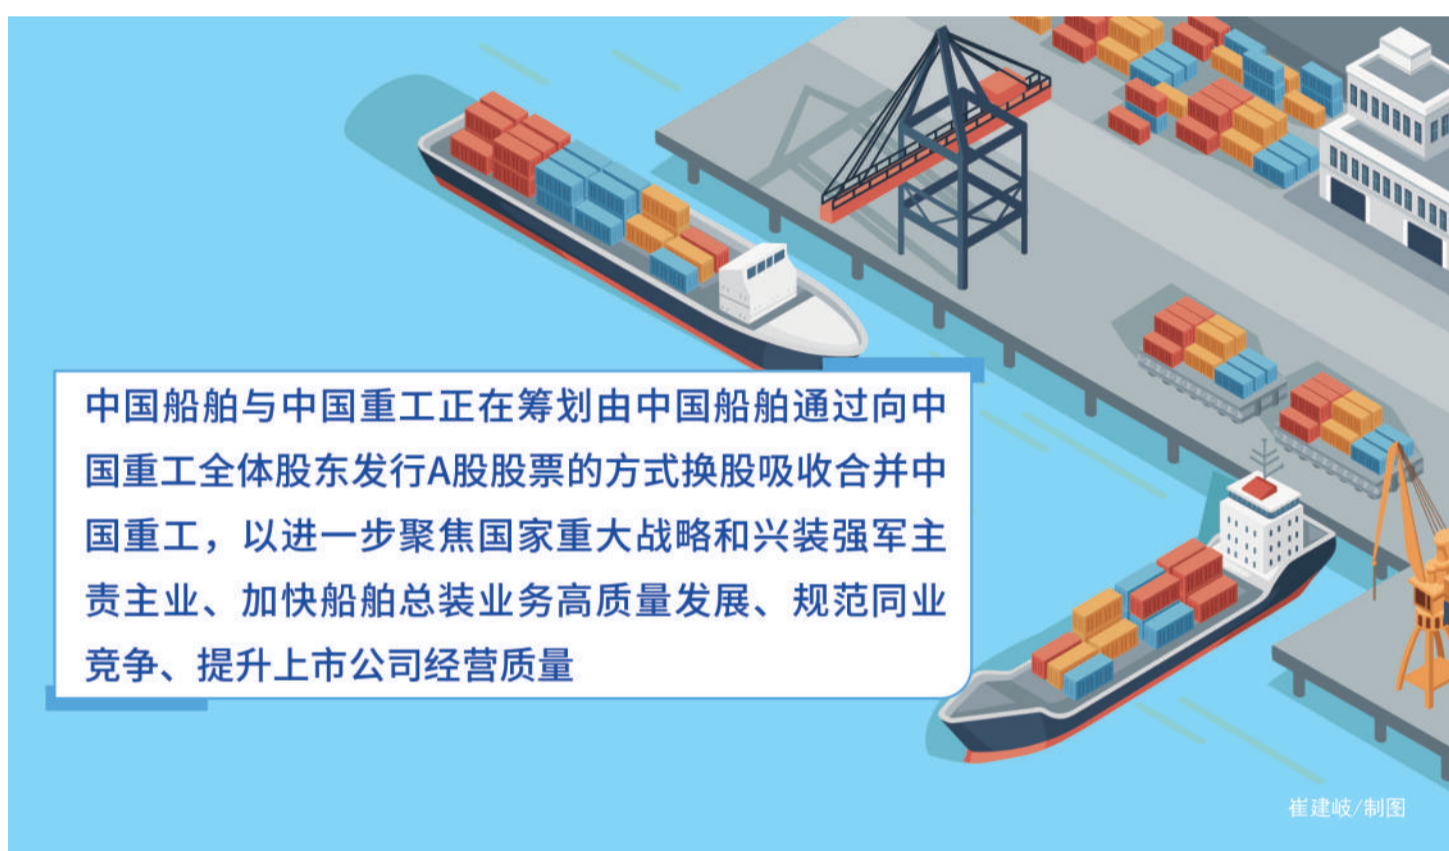 中国船舶与中国重工正在筹划由中国船舶通过向中
国重工全体股东发行A股股票的方式换股吸收合并中
国重工，以进一步聚焦国家重大战略和兴装强军主
责主业、加快船舶总装业务高质量发展、规范同业
竞争、提升上市公司经营质量
崔建岐/制图